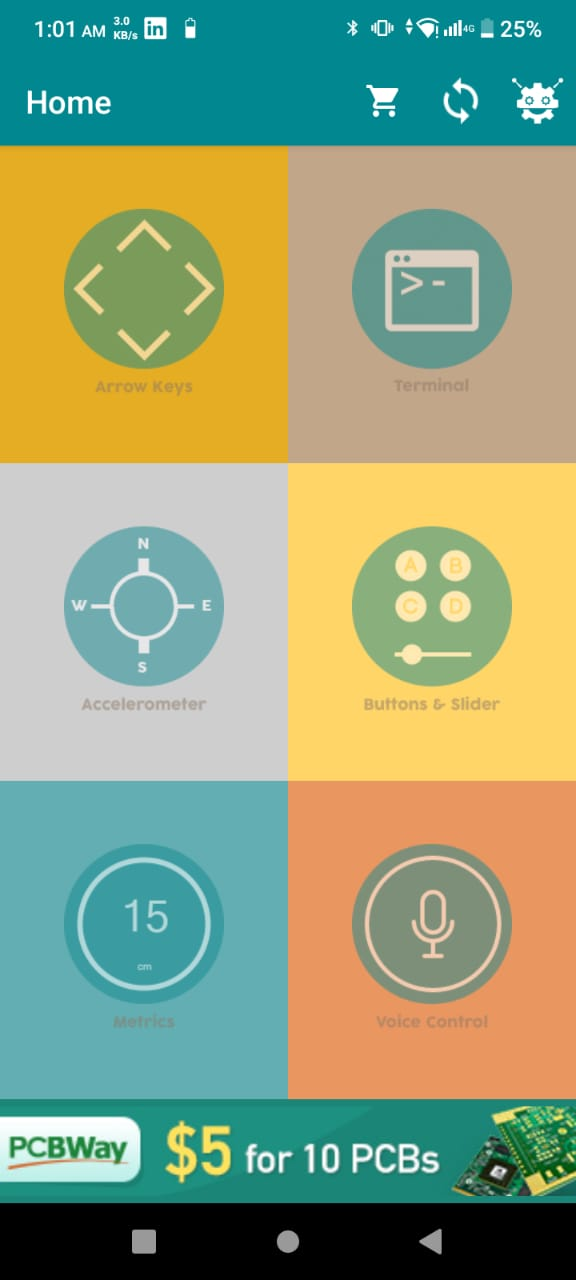 1:01 AM 3.0 KB/s in 4G 25%
Home
Arrow Keys
Terminal
N
W E
S
Accelerometer
A B
C D
Buttons & Slider
15
cm
Metrics
Voice Control
PCBWay $5 for 10 PCBs